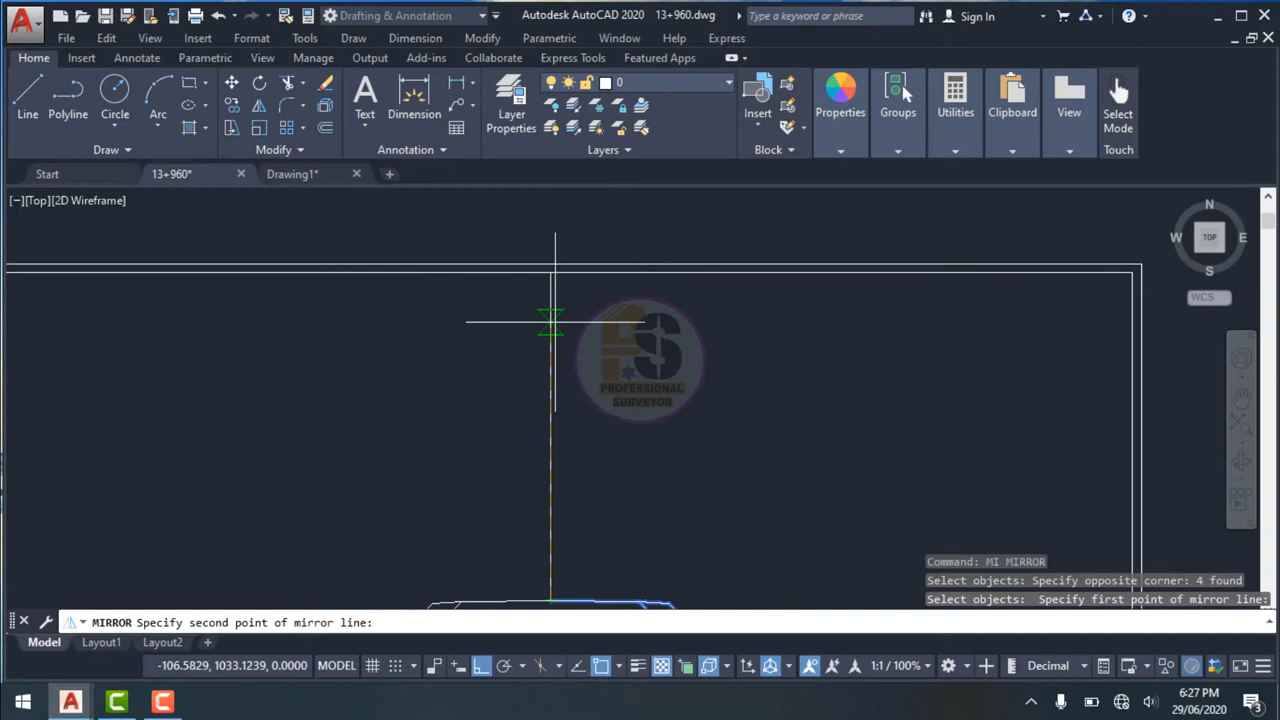 Drafting & Annotation
Autodesk AutoCAD 2020 13+960.dwg
Type a keyword or phrase
Sign In
File Edit View Insert Format Tools Draw Dimension Modify Parametric Window Help Express
Home Insert Annotate Parametric View Manage Output Add-ins Collaborate Express Tools Featured Apps
Line Polyline Circle Arc
Draw
Modify
Text Dimension
Annotation
Layer Properties
0
Layers
Insert
Block
Properties
Groups
Utilities
Clipboard
View
Select Mode
Touch
Start
13+960*
Drawing1*
[−][Top][2D Wireframe]
N
W TOP E
S
WCS
PROFESSIONAL
SURVEYOR
Command: MI MIRROR
Select objects: Specify opposite corner: 4 found
Select objects:  Specify first point of mirror line:
MIRROR Specify second point of mirror line:
Model Layout1 Layout2
-106.5829, 1033.1239, 0.0000 MODEL
1:1 / 100%
Decimal
6:27 PM
29/06/2020
3